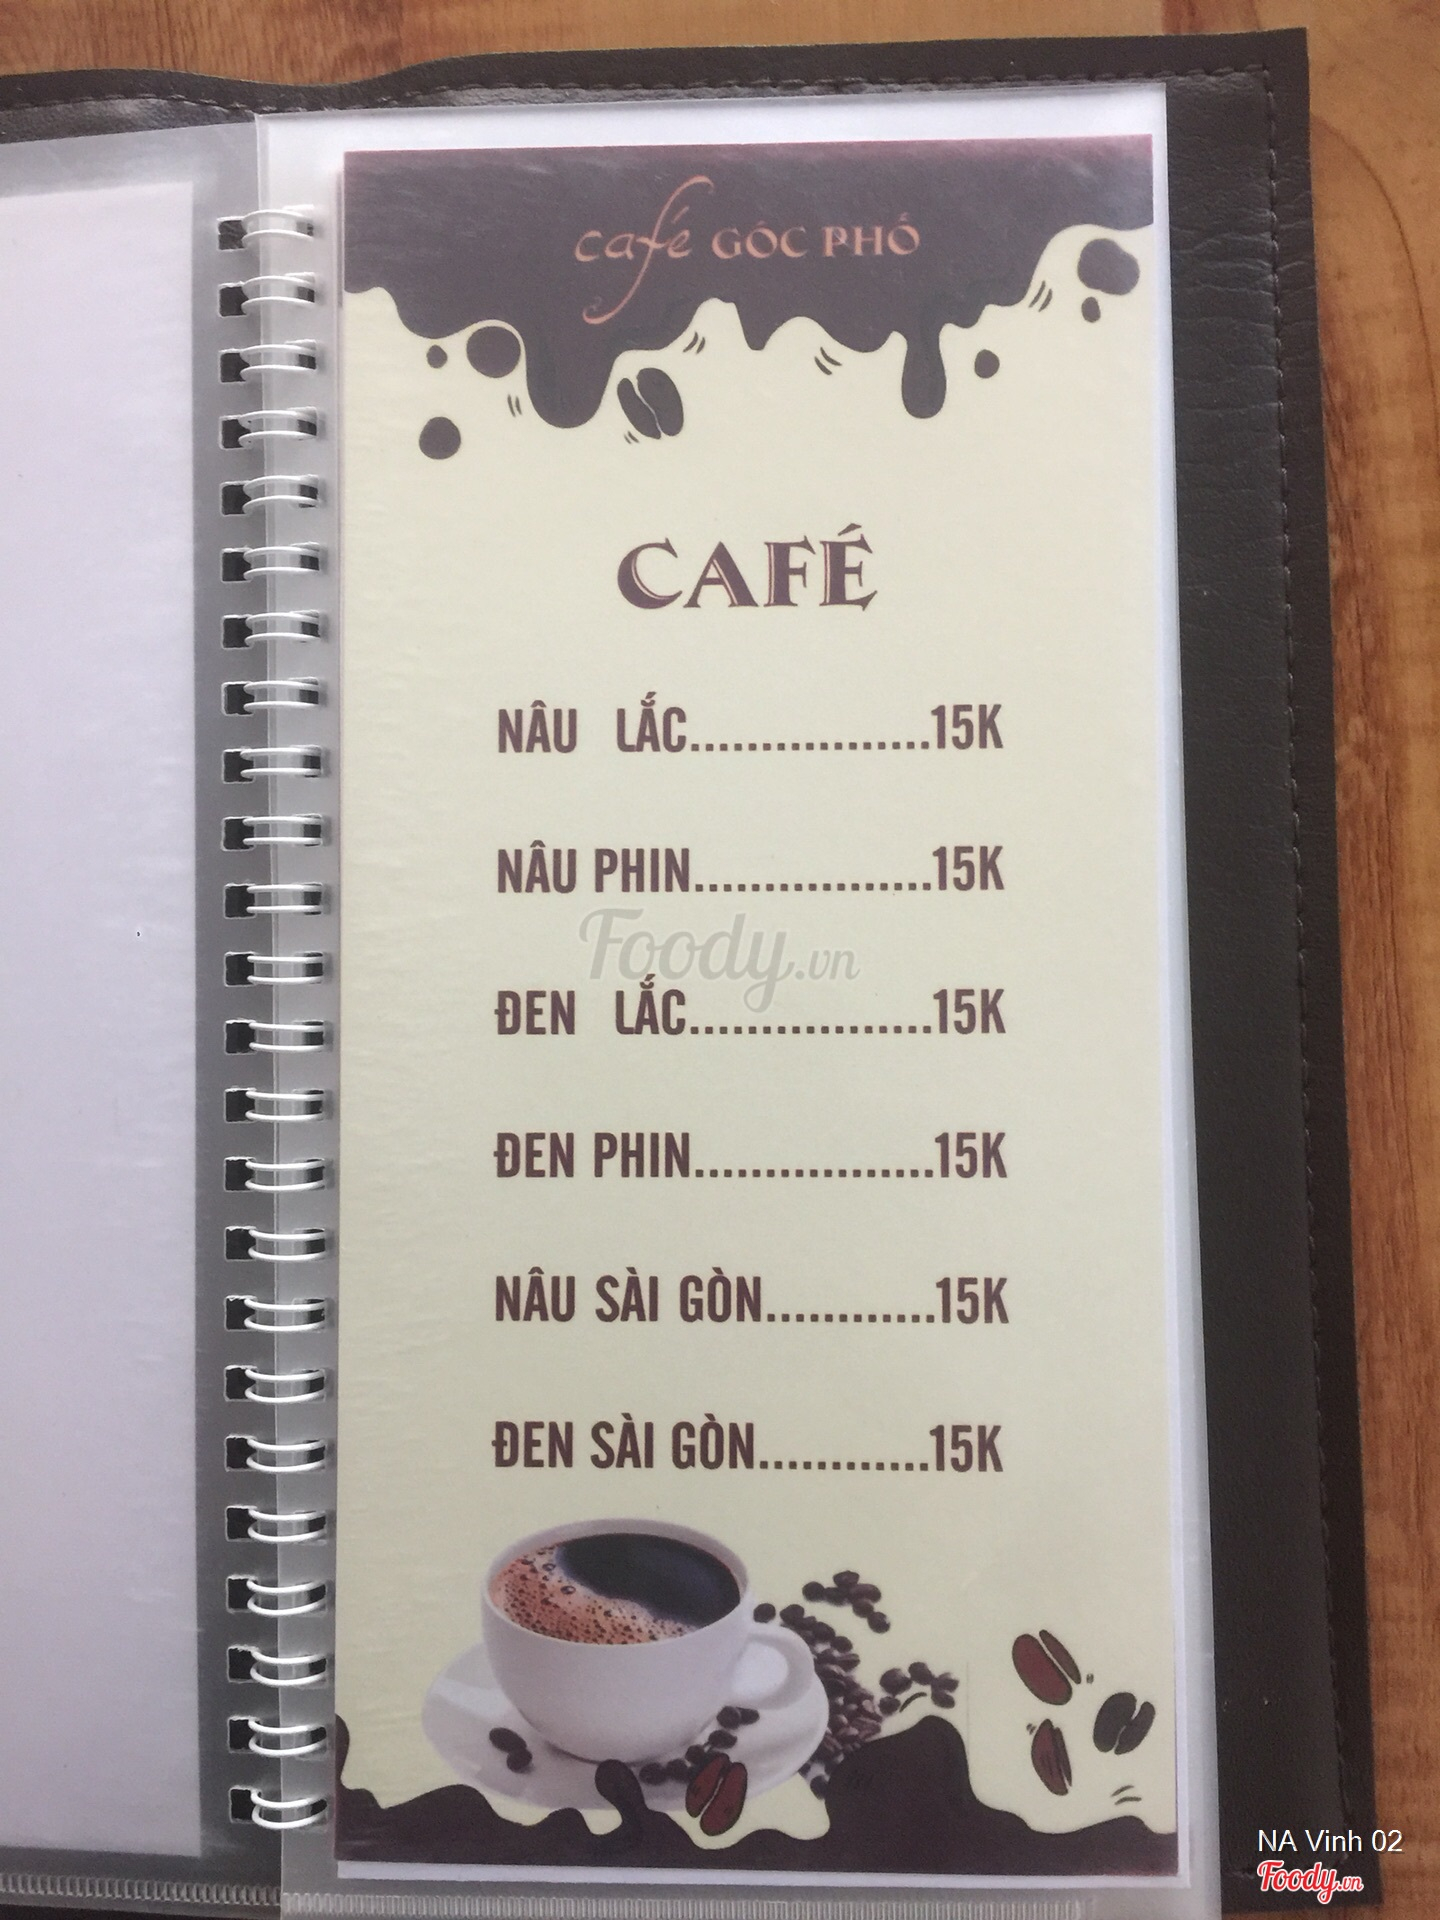 café GÓC PHỐ
CAFÉ
NÂU LẮC.................15K
NÂU PHIN.................15K
Foody.vn
ĐEN LẮC.................15K
ĐEN PHIN.................15K
NÂU SÀI GÒN............15K
ĐEN SÀI GÒN............15K
NA Vinh 02
Foody.vn